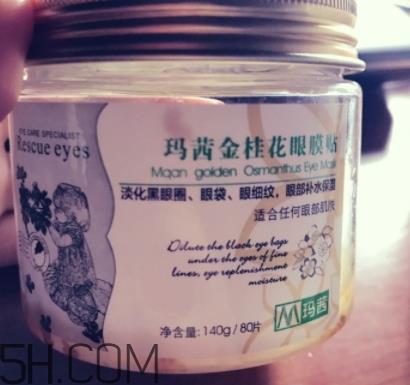 EYE CARE SPECIALIST
Rescue eyes
玛茜金桂花眼膜贴
Mqan golden Osmanthus Eye Mask
淡化黑眼圈、眼袋、眼细纹，眼部补水保湿
适合任何眼部肌肤
Dilute the black eye bags
under the eyes of fine
lines, eye replenishment
moisture
玛茜
净含量: 140g / 80片
5H.COM